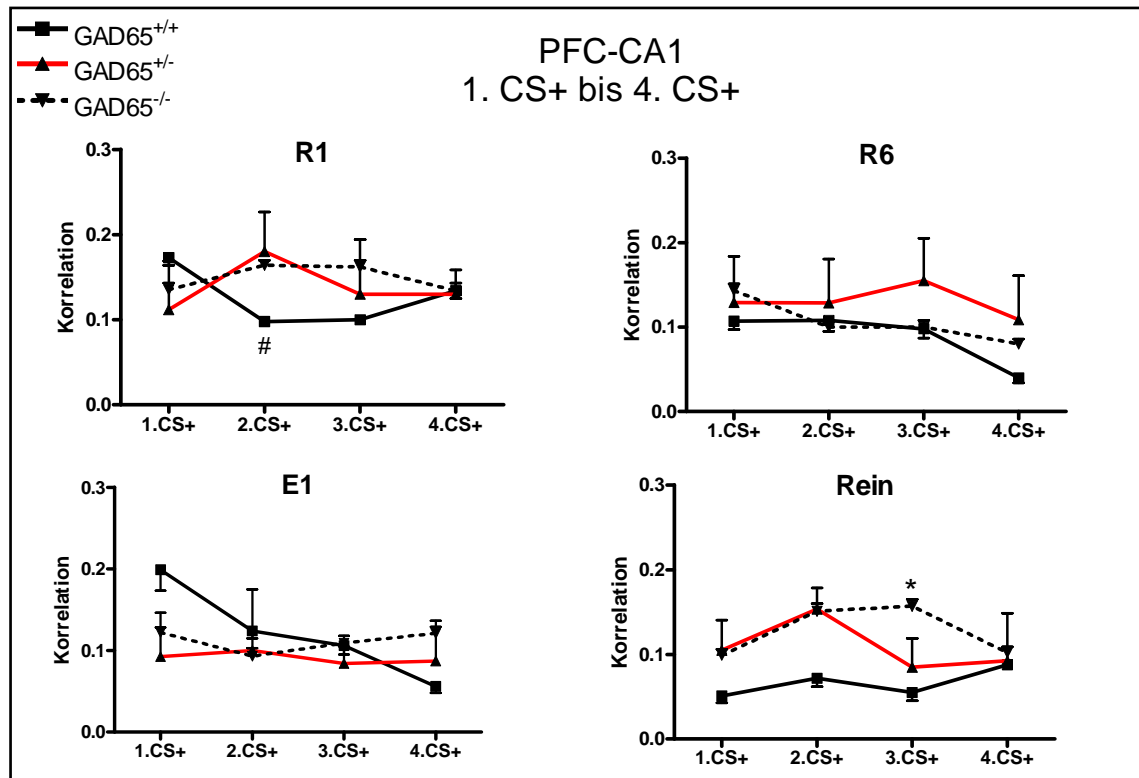 GAD65+/+
GAD65+/-
GAD65-/-
PFC-CA1
1. CS+ bis 4. CS+
R1
Korrelation
0.3
0.2
0.1
0.0
#
1.CS+ 2.CS+ 3.CS+ 4.CS+
R6
Korrelation
0.3
0.2
0.1
0.0
1.CS+ 2.CS+ 3.CS+ 4.CS+
E1
Korrelation
0.3
0.2
0.1
0.0
1.CS+ 2.CS+ 3.CS+ 4.CS+
Rein
Korrelation
0.3
0.2
0.1
0.0
*
1.CS+ 2.CS+ 3.CS+ 4.CS+